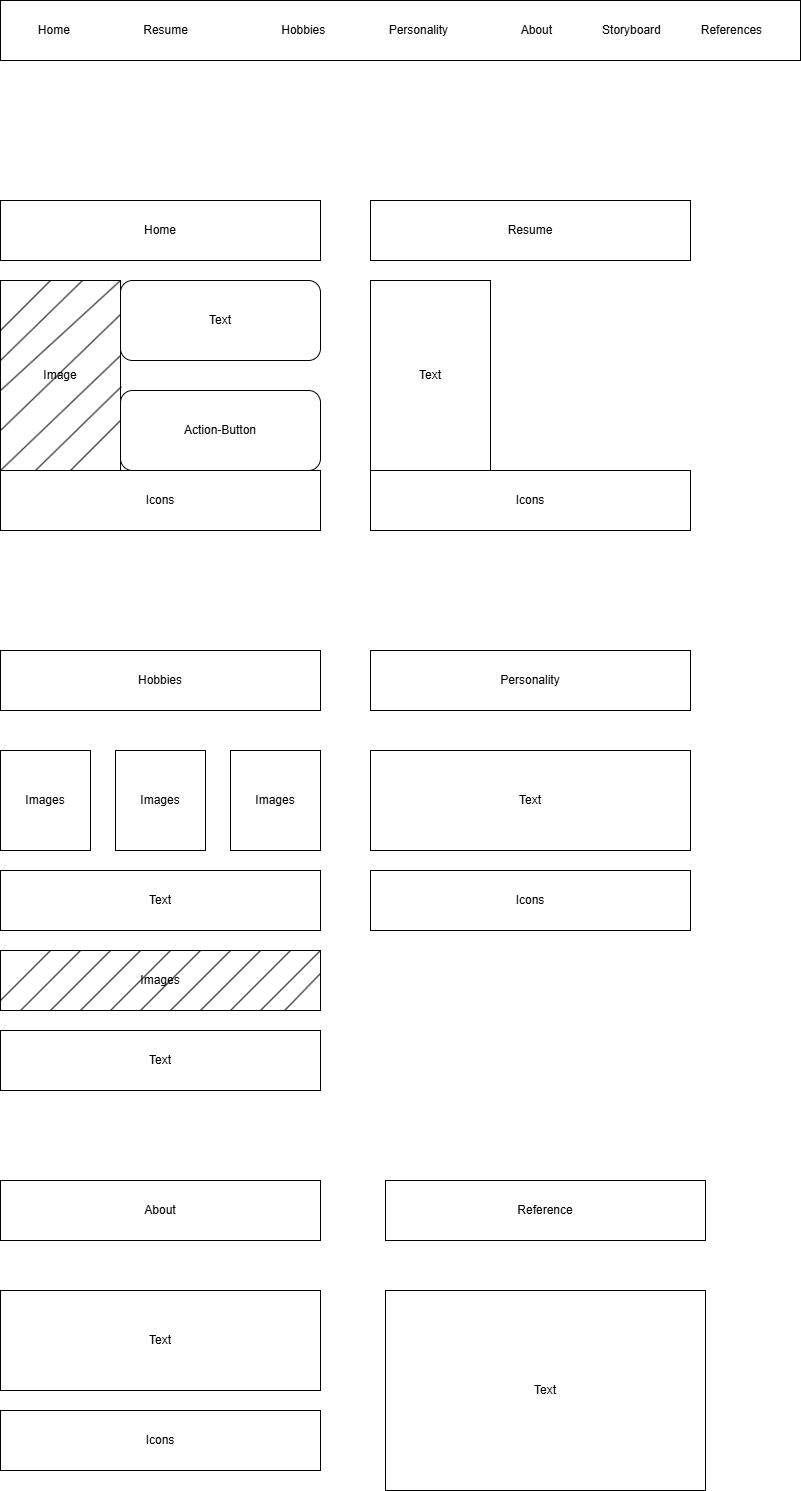 Home Resume Hobbies Personality About Storyboard References
Home
Image
Text
Action-Button
Icons
Resume
Text
Icons
Hobbies
Images Images Images
Text
Images
Text
Personality
Text
Icons
About
Text
Icons
Reference
Text